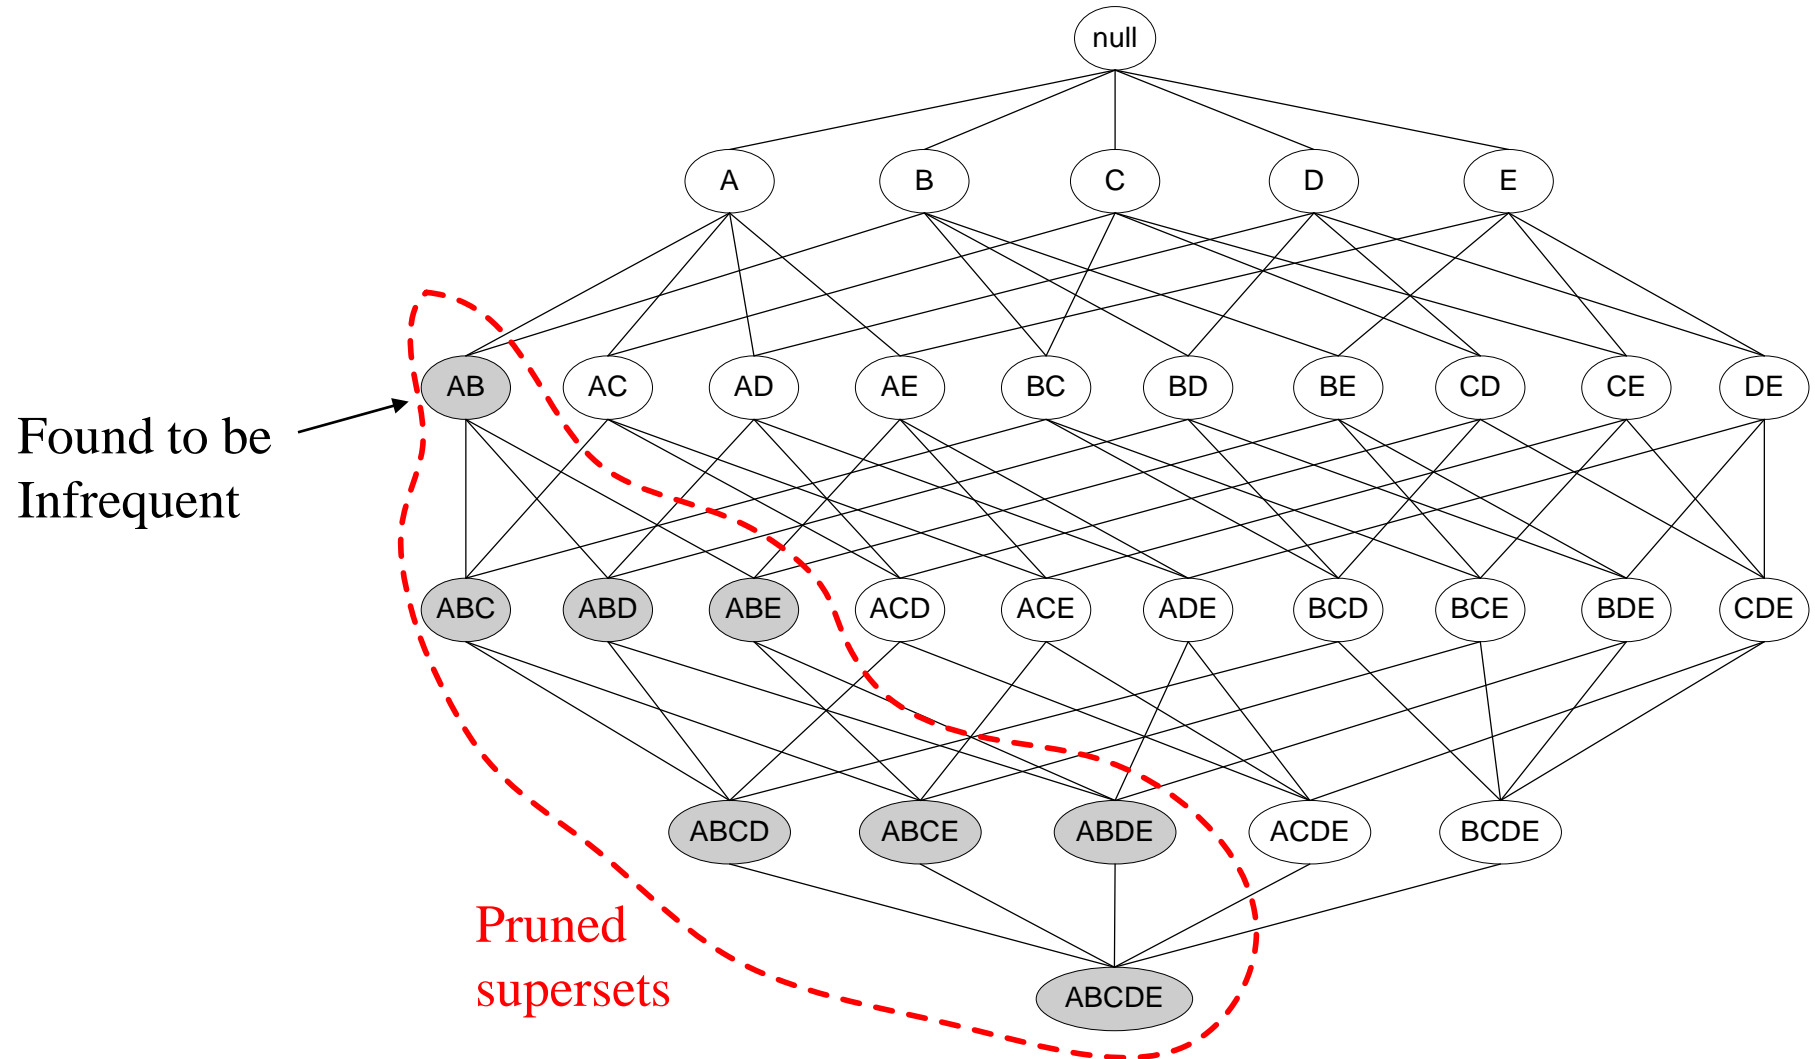 null
A B C D E
AB AC AD AE BC BD BE CD CE DE
Found to be
Infrequent
ABC ABD ABE ACD ACE ADE BCD BCE BDE CDE
ABCD ABCE ABDE ACDE BCDE
Pruned
supersets
ABCDE